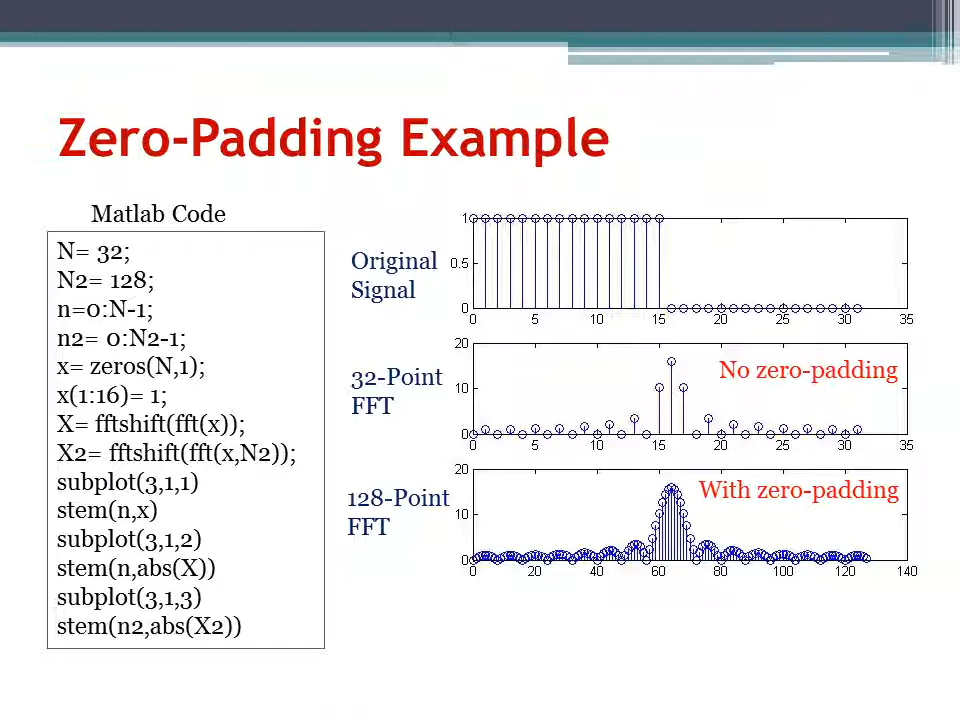 Zero-Padding Example
Matlab Code
N= 32;
N2= 128;
n=0:N-1;
n2= 0:N2-1;
x= zeros(N,1);
x(1:16)= 1;
X= fftshift(fft(x));
X2= fftshift(fft(x,N2));
subplot(3,1,1)
stem(n,x)
subplot(3,1,2)
stem(n,abs(X))
subplot(3,1,3)
stem(n2,abs(X2))
Original
Signal
1
0.5
0
0 5 10 15 20 25 30 35
32-Point
FFT
No zero-padding
20
10
0
0 5 10 15 20 25 30 35
128-Point
FFT
With zero-padding
20
10
0
0 20 40 60 80 100 120 140